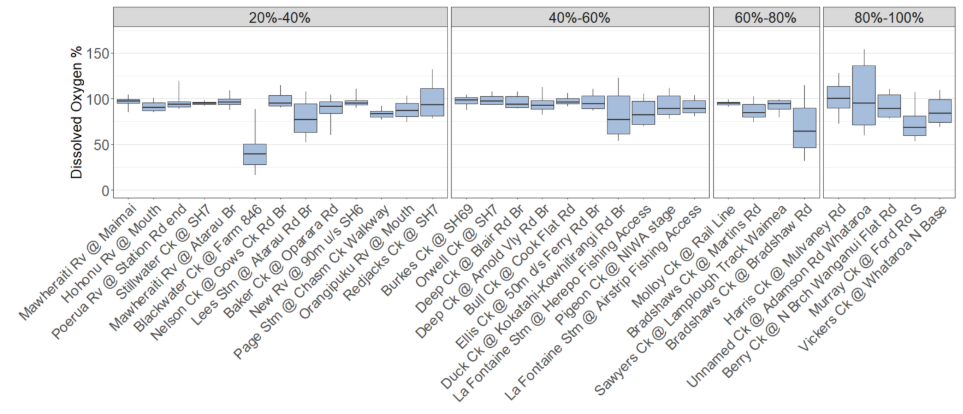 20%-40%
40%-60%
60%-80%
80%-100%
Dissolved Oxygen %
150
100
50
0
Mawheraiti Rv @ Maimai
Hohonu Rv @ Mouth
Poerua Rv @ Station Rd end
Stillwater Ck @ SH7
Mawheraiti Rv @ Atarau Br
Blackwater Ck @ Farm 846
Nelson Ck @ Gows Ck Rd Br
Lees Stm @ Atarau Rd Br
Baker Ck @ Oparara Rd
New Rv @ 90m u/s SH6
Page Stm @ Chasm Ck Walkway
Orangipuku Rv @ Mouth
Redjacks Ck @ SH7
Burkes Ck @ SH69
Orwell Ck @ SH7
Deep Ck @ Blair Rd Br
Deep Ck @ Arnold Vly Rd Br
Bull Ck @ Cook Flat Rd
Ellis Ck @ 50m d/s Ferry Rd Br
Duck Ck @ Kokatahi-Kowhitirangi Rd Br
La Fontaine Stm @ Herepo Fishing Access
Pigeon Ck @ NIWA stage
La Fontaine Stm @ Airstrip Fishing Access
Molloy Ck @ Rail Line
Bradshaws Ck @ Martins Rd
Sawyers Ck @ Lamplough Track Waimea
Bradshaws Ck @ Bradshaw Rd
Harris Ck @ Mulvaney Rd
Unnamed Ck @ Adamson Rd Whataroa
Berry Ck @ N Brch Wanganui Flat Rd
Murray Ck @ Ford Rd S
Vickers Ck @ Whataroa N Base